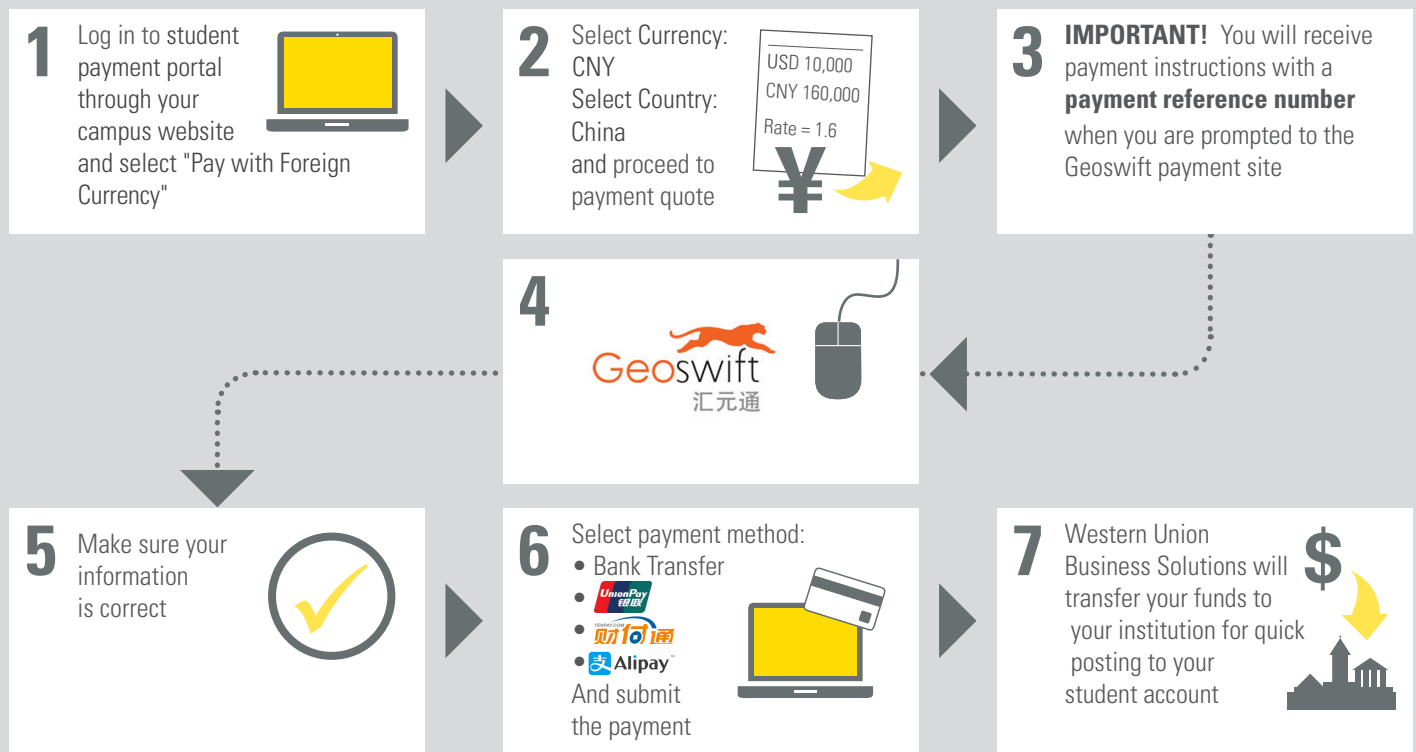 1
Log in to student
payment portal
through your
campus website
and select "Pay with Foreign
Currency"
2
Select Currency:
CNY
Select Country:
China
and proceed to
payment quote
USD 10,000
CNY 160,000
Rate = 1.6
¥
3
IMPORTANT! You will receive
payment instructions with a
payment reference number
when you are prompted to the
Geoswift payment site
4
Geoswift
汇元通
5
Make sure your
information
is correct
6
Select payment method:
• Bank Transfer
• UnionPay
银联
• TENPAY.COM
财付通
• 支 Alipay™
And submit
the payment
7
Western Union
Business Solutions will
transfer your funds to
your institution for quick
posting to your
student account
$